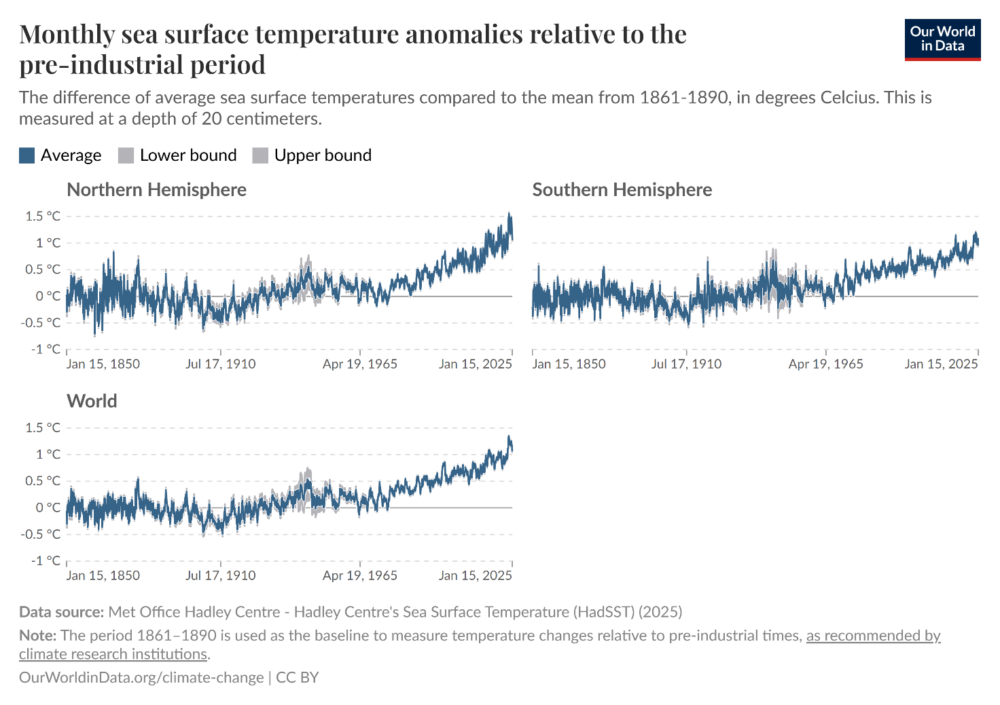 Monthly sea surface temperature anomalies relative to the
pre-industrial period
Our World
in Data
The difference of average sea surface temperatures compared to the mean from 1861-1890, in degrees Celcius. This is
measured at a depth of 20 centimeters.
Average Lower bound Upper bound
Northern Hemisphere
1.5 °C
1 °C
0.5 °C
0 °C
-0.5 °C
-1 °C
Jan 15, 1850 Jul 17, 1910 Apr 19, 1965 Jan 15, 2025
Southern Hemisphere
Jan 15, 1850 Jul 17, 1910 Apr 19, 1965 Jan 15, 2025
World
1.5 °C
1 °C
0.5 °C
0 °C
-0.5 °C
-1 °C
Jan 15, 1850 Jul 17, 1910 Apr 19, 1965 Jan 15, 2025
Data source: Met Office Hadley Centre - Hadley Centre's Sea Surface Temperature (HadSST) (2025)
Note: The period 1861–1890 is used as the baseline to measure temperature changes relative to pre-industrial times, as recommended by
climate research institutions.
OurWorldinData.org/climate-change | CC BY